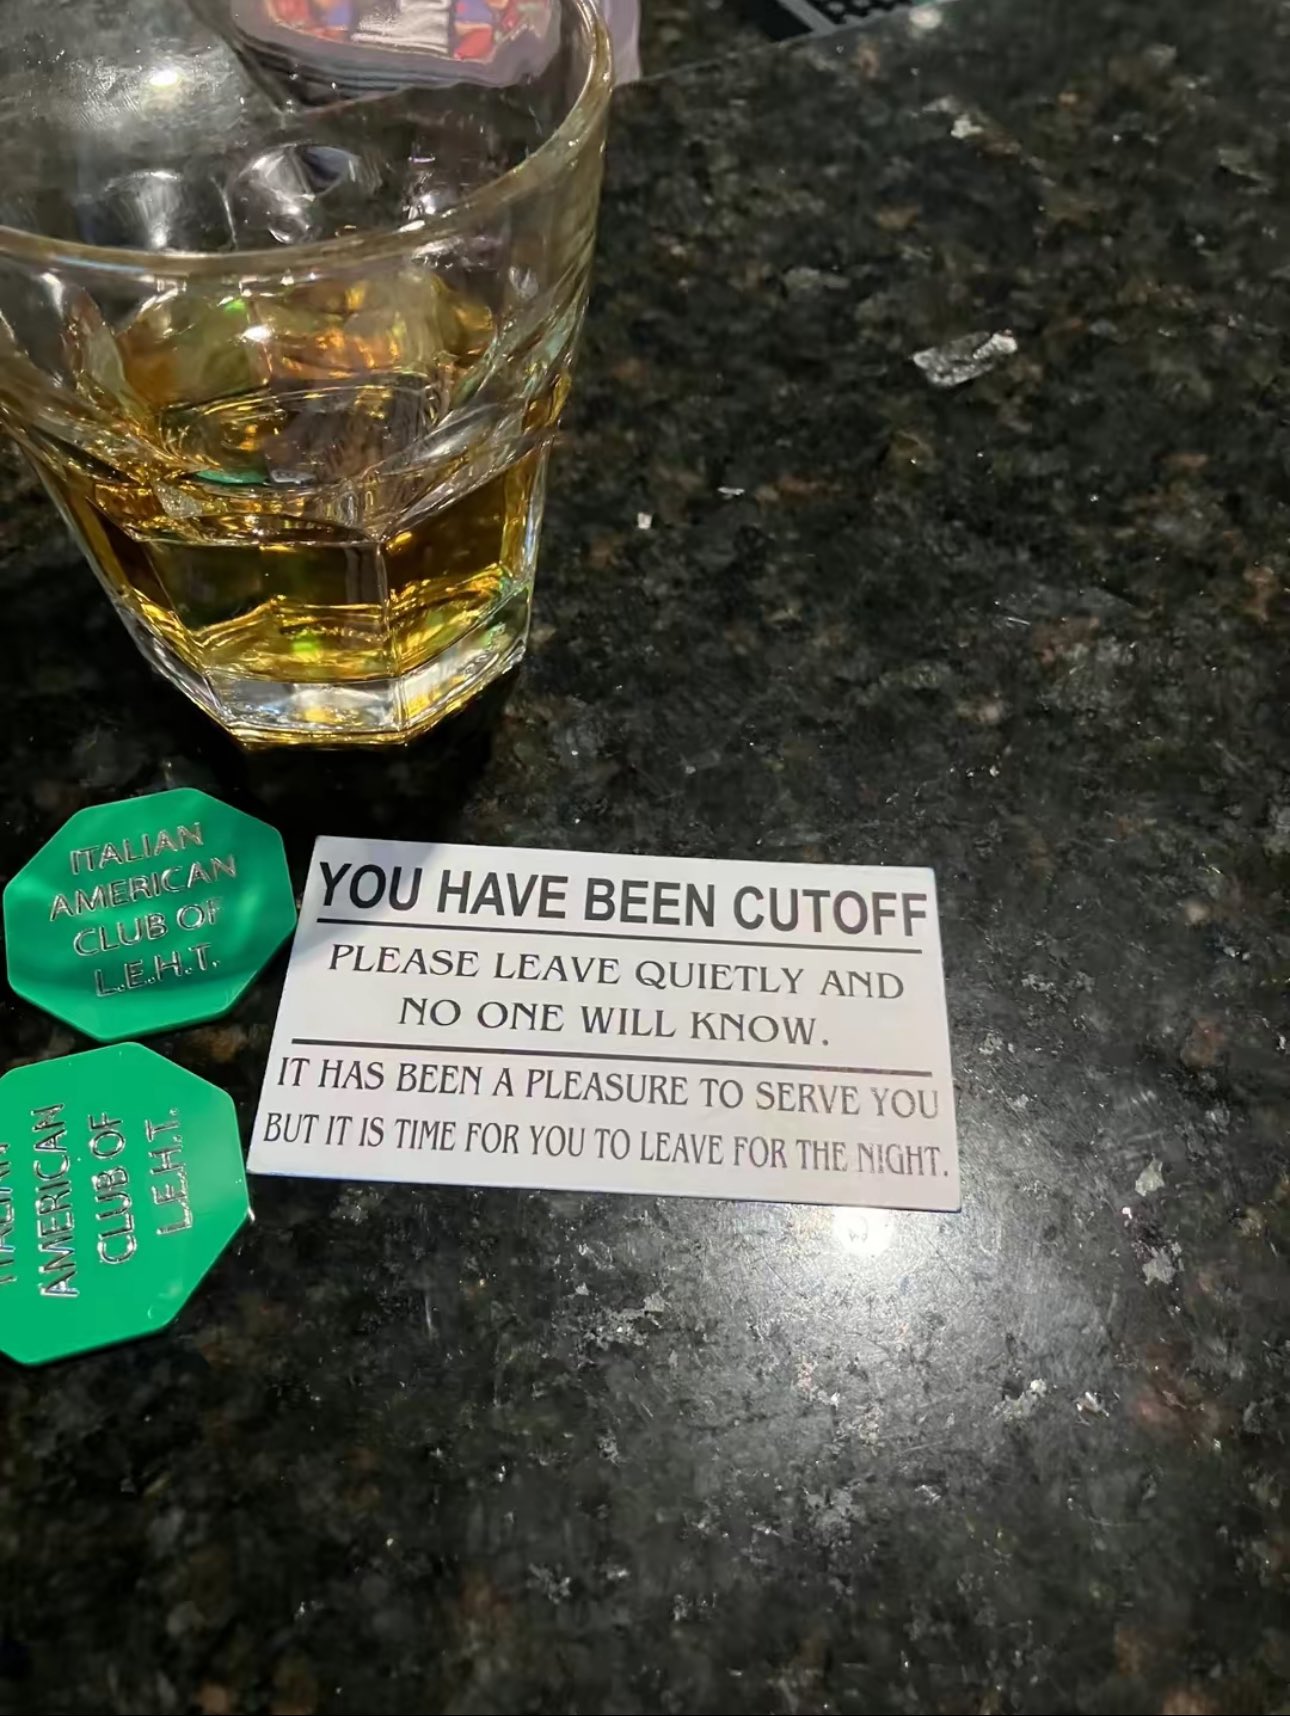 ITALIAN
AMERICAN
CLUB OF
L.E.H.T.
YOU HAVE BEEN CUTOFF
PLEASE LEAVE QUIETLY AND
NO ONE WILL KNOW.
IT HAS BEEN A PLEASURE TO SERVE YOU
BUT IT IS TIME FOR YOU TO LEAVE FOR THE NIGHT.
AMERICAN
CLUB OF
L.E.H.T.